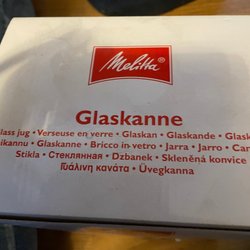 Melitta
Glaskanne
lass jug • Verseuse en verre • Glaskan • Glaskande • Glask
ikannu • Glaskanne • Bricco in vetro • Jarra • Jarro • Can
Stikla • Стеклянная • Dzbanek • Skleněná konvice
Γυάλινη κανάτα • Üvegkanna